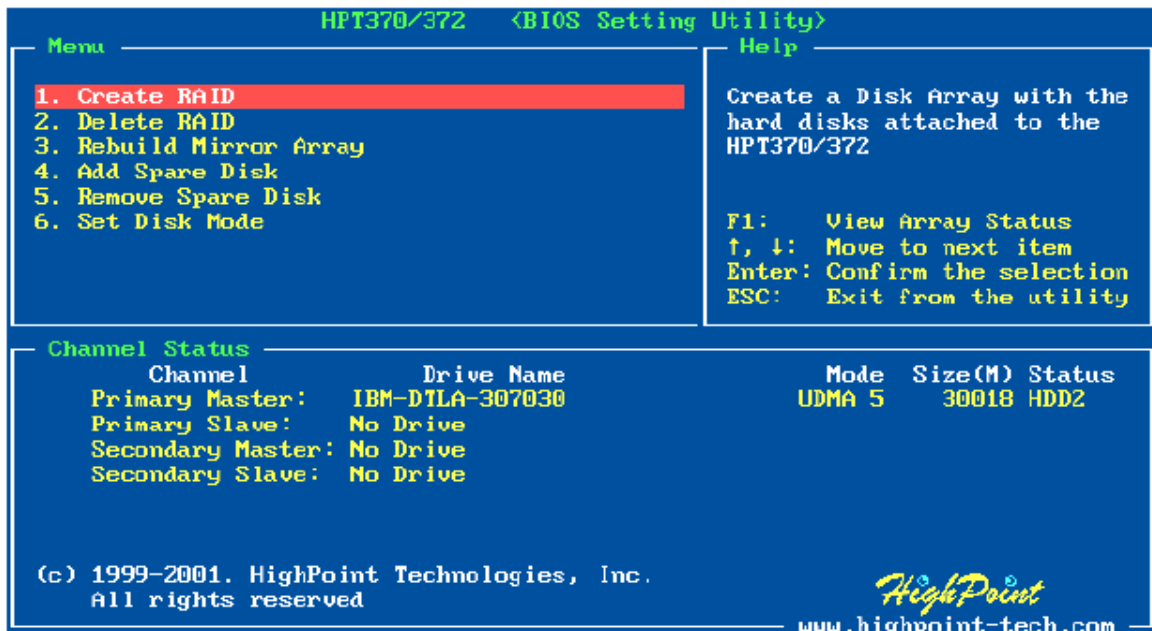 HPT370/372 <BIOS Setting Utility>
Menu
1. Create RAID
2. Delete RAID
3. Rebuild Mirror Array
4. Add Spare Disk
5. Remove Spare Disk
6. Set Disk Mode
Help
Create a Disk Array with the
hard disks attached to the
HPT370/372
F1: View Array Status
↑, ↓: Move to next item
Enter: Confirm the selection
ESC: Exit from the utility
Channel Status
Channel Drive Name Mode Size(M) Status
Primary Master: IBM-DTLA-307030 UDMA 5 30018 HDD2
Primary Slave: No Drive
Secondary Master: No Drive
Secondary Slave: No Drive
(c) 1999-2001. HighPoint Technologies, Inc.
All rights reserved
HighPoint
www.highpoint-tech.com